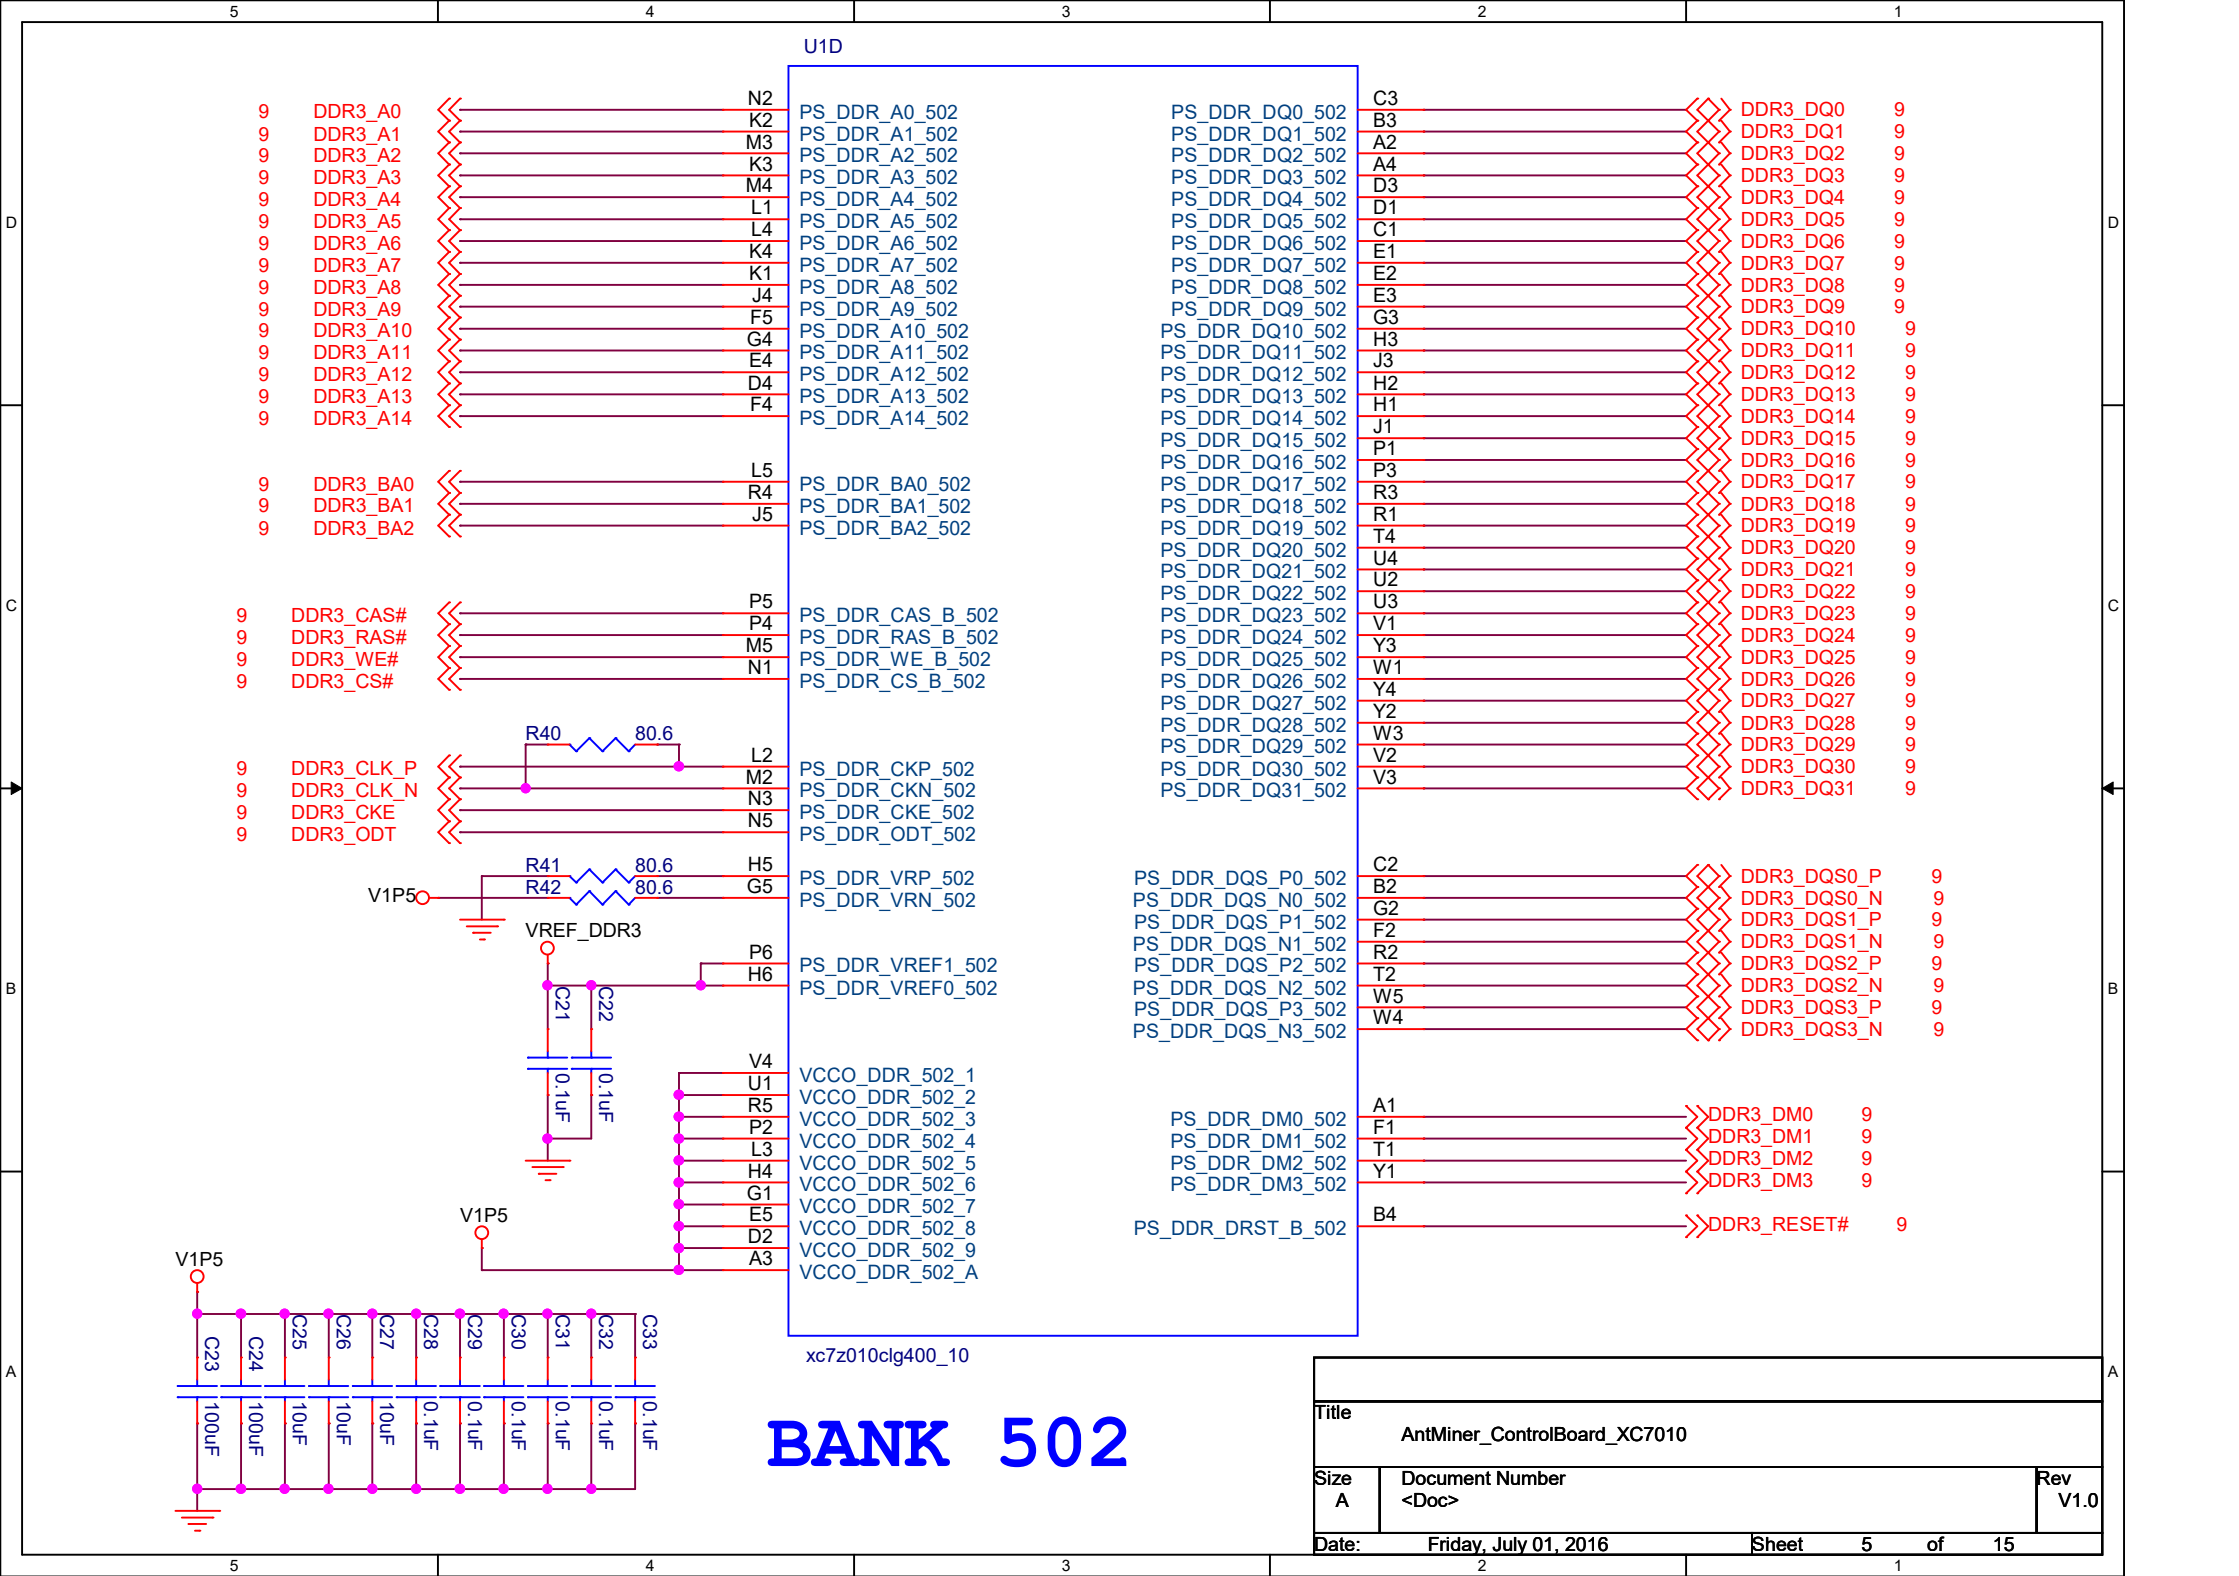 5 4 3 2 1
U1D
9 DDR3_A0 N2 PS_DDR_A0_502 PS_DDR_DQ0_502 C3 DDR3_DQ0 9
9 DDR3_A1 K2 PS_DDR_A1_502 PS_DDR_DQ1_502 B3 DDR3_DQ1 9
9 DDR3_A2 M3 PS_DDR_A2_502 PS_DDR_DQ2_502 A2 DDR3_DQ2 9
9 DDR3_A3 K3 PS_DDR_A3_502 PS_DDR_DQ3_502 A4 DDR3_DQ3 9
9 DDR3_A4 M4 PS_DDR_A4_502 PS_DDR_DQ4_502 D3 DDR3_DQ4 9
D 9 DDR3_A5 L1 PS_DDR_A5_502 PS_DDR_DQ5_502 D1 DDR3_DQ5 9 D
9 DDR3_A6 L4 PS_DDR_A6_502 PS_DDR_DQ6_502 C1 DDR3_DQ6 9
9 DDR3_A7 K4 PS_DDR_A7_502 PS_DDR_DQ7_502 E1 DDR3_DQ7 9
9 DDR3_A8 K1 PS_DDR_A8_502 PS_DDR_DQ8_502 E2 DDR3_DQ8 9
9 DDR3_A9 J4 PS_DDR_A9_502 PS_DDR_DQ9_502 E3 DDR3_DQ9 9
9 DDR3_A10 F5 PS_DDR_A10_502 PS_DDR_DQ10_502 G3 DDR3_DQ10 9
9 DDR3_A11 G4 PS_DDR_A11_502 PS_DDR_DQ11_502 H3 DDR3_DQ11 9
9 DDR3_A12 E4 PS_DDR_A12_502 PS_DDR_DQ12_502 J3 DDR3_DQ12 9
9 DDR3_A13 D4 PS_DDR_A13_502 PS_DDR_DQ13_502 H2 DDR3_DQ13 9
9 DDR3_A14 F4 PS_DDR_A14_502 PS_DDR_DQ14_502 H1 DDR3_DQ14 9
PS_DDR_DQ15_502 J1 DDR3_DQ15 9
PS_DDR_DQ16_502 P1 DDR3_DQ16 9
9 DDR3_BA0 L5 PS_DDR_BA0_502 PS_DDR_DQ17_502 P3 DDR3_DQ17 9
9 DDR3_BA1 R4 PS_DDR_BA1_502 PS_DDR_DQ18_502 R3 DDR3_DQ18 9
9 DDR3_BA2 J5 PS_DDR_BA2_502 PS_DDR_DQ19_502 R1 DDR3_DQ19 9
PS_DDR_DQ20_502 T4 DDR3_DQ20 9
PS_DDR_DQ21_502 U4 DDR3_DQ21 9
PS_DDR_DQ22_502 U2 DDR3_DQ22 9
C 9 DDR3_CAS# P5 PS_DDR_CAS_B_502 PS_DDR_DQ23_502 U3 DDR3_DQ23 9 C
9 DDR3_RAS# P4 PS_DDR_RAS_B_502 PS_DDR_DQ24_502 V1 DDR3_DQ24 9
9 DDR3_WE# M5 PS_DDR_WE_B_502 PS_DDR_DQ25_502 Y3 DDR3_DQ25 9
9 DDR3_CS# N1 PS_DDR_CS_B_502 PS_DDR_DQ26_502 W1 DDR3_DQ26 9
PS_DDR_DQ27_502 Y4 DDR3_DQ27 9
R40 80.6 PS_DDR_DQ28_502 Y2 DDR3_DQ28 9
PS_DDR_DQ29_502 W3 DDR3_DQ29 9
9 DDR3_CLK_P L2 PS_DDR_CKP_502 PS_DDR_DQ30_502 V2 DDR3_DQ30 9
9 DDR3_CLK_N M2 PS_DDR_CKN_502 PS_DDR_DQ31_502 V3 DDR3_DQ31 9
9 DDR3_CKE N3 PS_DDR_CKE_502
9 DDR3_ODT N5 PS_DDR_ODT_502
R41 80.6 H5 PS_DDR_VRP_502 PS_DDR_DQS_P0_502 C2 DDR3_DQS0_P 9
V1P5 R42 80.6 G5 PS_DDR_VRN_502 PS_DDR_DQS_N0_502 B2 DDR3_DQS0_N 9
PS_DDR_DQS_P1_502 G2 DDR3_DQS1_P 9
VREF_DDR3 PS_DDR_DQS_N1_502 F2 DDR3_DQS1_N 9
P6 PS_DDR_VREF1_502 PS_DDR_DQS_P2_502 R2 DDR3_DQS2_P 9
B H6 PS_DDR_VREF0_502 PS_DDR_DQS_N2_502 T2 DDR3_DQS2_N 9 B
C21 C22 PS_DDR_DQS_P3_502 W5 DDR3_DQS3_P 9
PS_DDR_DQS_N3_502 W4 DDR3_DQS3_N 9
V4 VCCO_DDR_502_1
0.1uF 0.1uF U1 VCCO_DDR_502_2
R5 VCCO_DDR_502_3 PS_DDR_DM0_502 A1 DDR3_DM0 9
P2 VCCO_DDR_502_4 PS_DDR_DM1_502 F1 DDR3_DM1 9
L3 VCCO_DDR_502_5 PS_DDR_DM2_502 T1 DDR3_DM2 9
H4 VCCO_DDR_502_6 PS_DDR_DM3_502 Y1 DDR3_DM3 9
G1 VCCO_DDR_502_7
V1P5 E5 VCCO_DDR_502_8 PS_DDR_DRST_B_502 B4 DDR3_RESET# 9
D2 VCCO_DDR_502_9
V1P5 A3 VCCO_DDR_502_A
C23 C24 C25 C26 C27 C28 C29 C30 C31 C32 C33
xc7z010clg400_10
A A
100uF 100uF 10uF 10uF 10uF 0.1uF 0.1uF 0.1uF 0.1uF 0.1uF 0.1uF
BANK 502
Title
AntMiner_ControlBoard_XC7010
Size Document Number Rev
A <Doc> V1.0
Date: Friday, July 01, 2016 Sheet 5 of 15
5 4 3 2 1